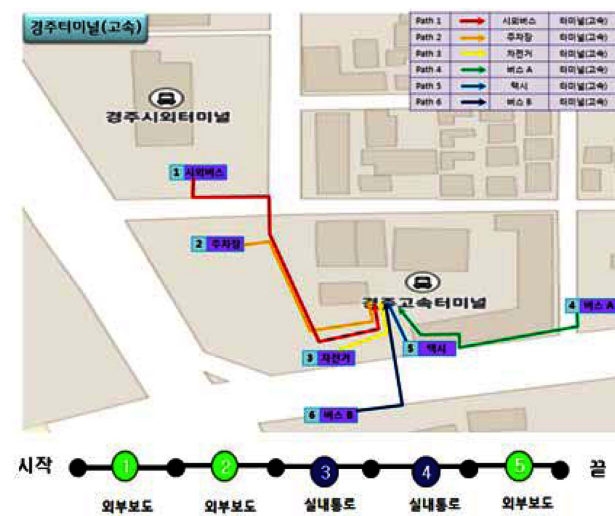 경주터미널(고속)
Path 1 시외버스 터미널(고속)
Path 2 주차장 터미널(고속)
Path 3 자전거 터미널(고속)
Path 4 버스 A 터미널(고속)
Path 5 택시 터미널(고속)
Path 6 버스 B 터미널(고속)
경주시외터미널
1 시외버스
2 주차장
경주고속터미널
4 버스 A
3 자전거
5 택시
6 버스 B
시작 1 2 3 4 5 끝
외부보도 외부보도 실내통로 실내통로 외부보도